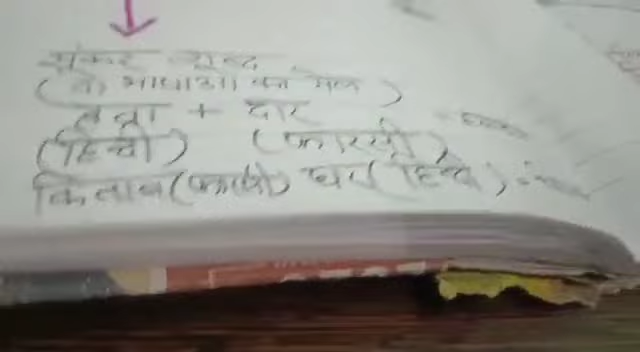 संकर शब्द
(दो भाषाओ का मेल)
+ दार
(हिन्दी) (फारसी)
किताब (फारसी) घर (हिन्दी)